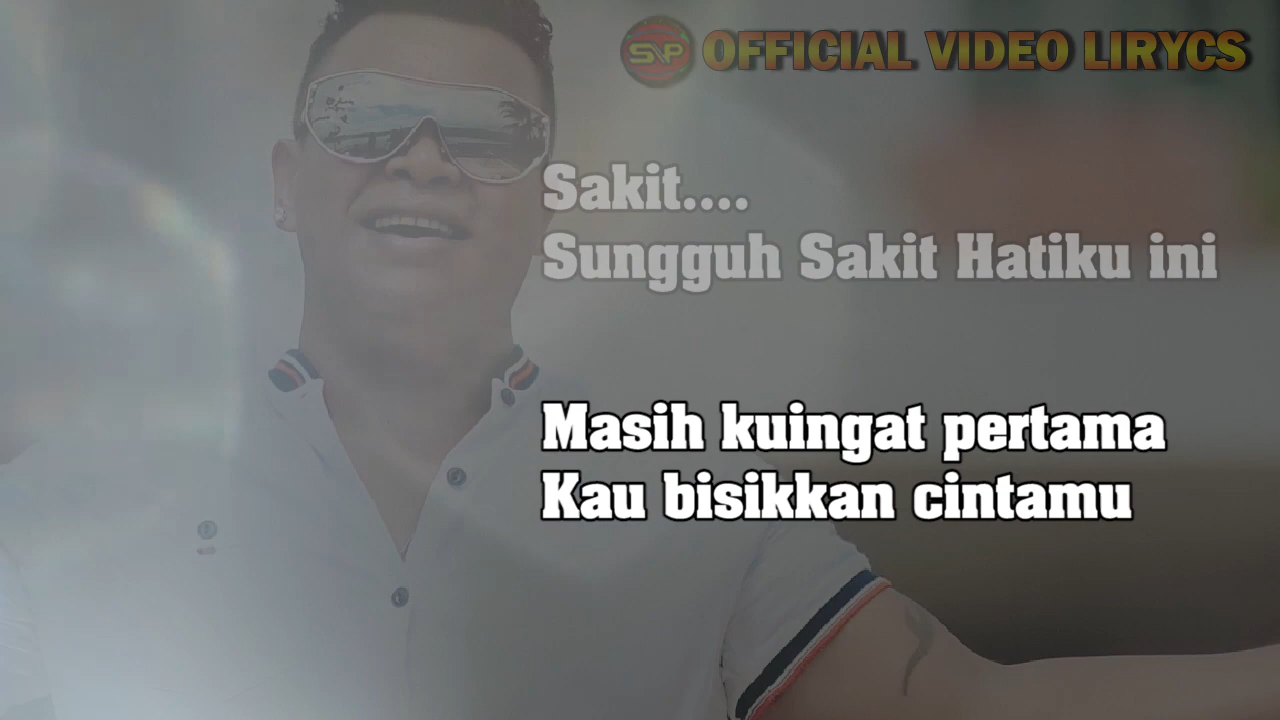 S\P OFFICIAL VIDEO LIRYCS
Sakit....
Sungguh Sakit Hatiku ini
Masih kuingat pertama
Kau bisikkan cintamu